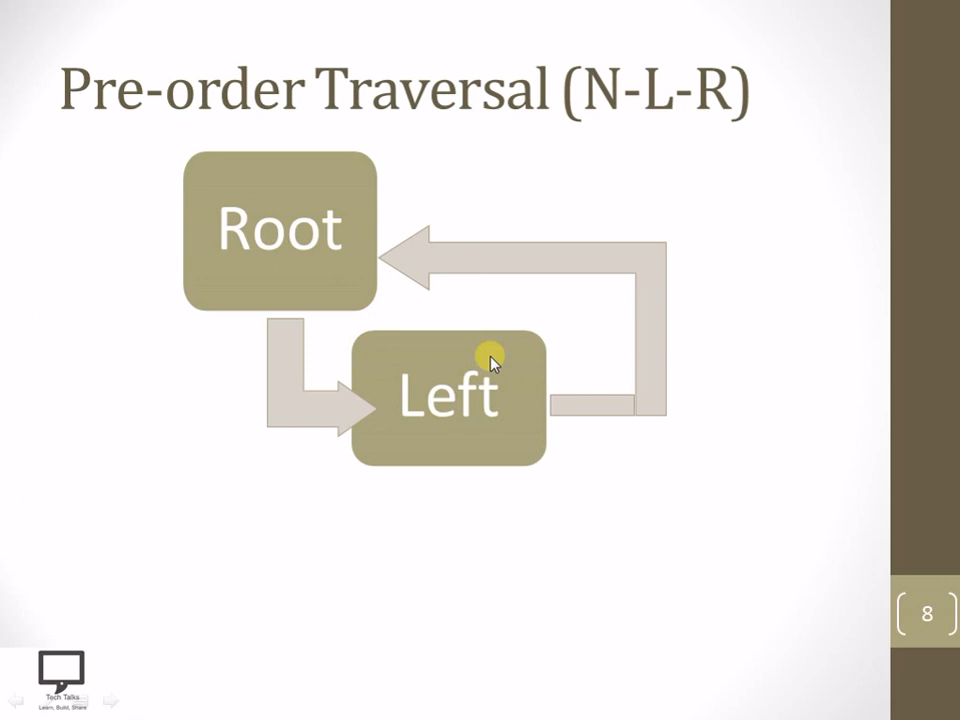 Pre-order Traversal (N-L-R)
Root
Left
8
Tech Talks
Learn, Build, Share